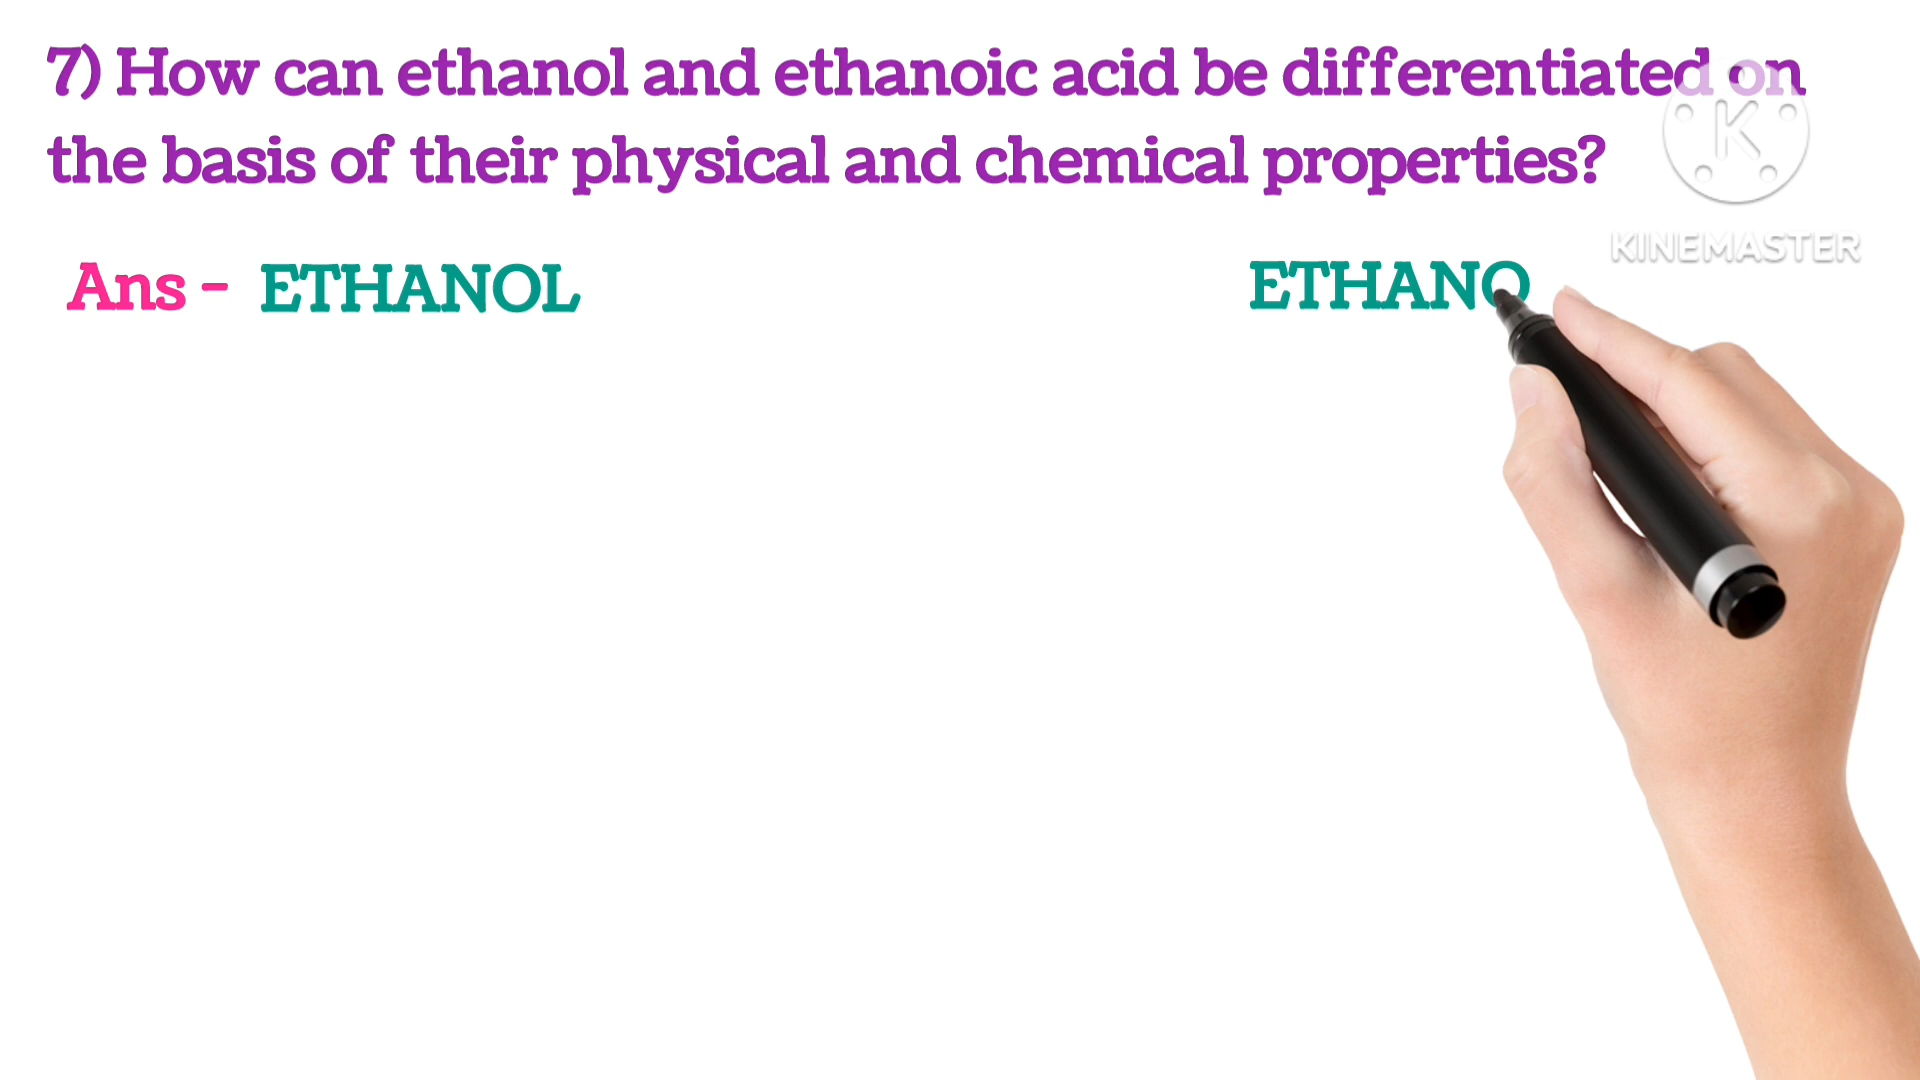 7) How can ethanol and ethanoic acid be differentiated on
the basis of their physical and chemical properties?
Ans - ETHANOL ETHANO
K
KINEMASTER